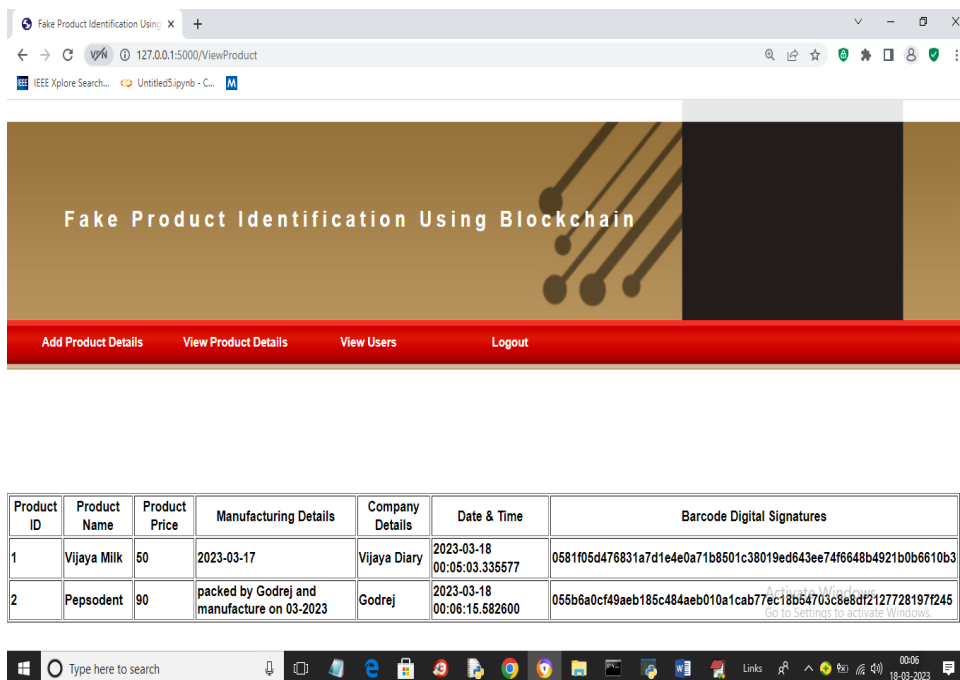 Fake Product Identification Using
127.0.0.1:5000/ViewProduct
IEEE IEEE Xplore Search... Untitled5.ipynb - C... M
Fake Product Identification Using Blockchain
Add Product Details View Product Details View Users Logout
Product ID Product Name Product Price Manufacturing Details Company Details Date & Time Barcode Digital Signatures
1 Vijaya Milk 50 2023-03-17 Vijaya Diary 2023-03-18 00:05:03.335577 0581f05d476831a7d1e4e0a71b8501c38019ed643ee74f6648b4921b0b6610b3
2 Pepsodent 90 packed by Godrej and manufacture on 03-2023 Godrej 2023-03-18 00:06:15.582600 055b6a0cf49aeb185c484aeb010a1cab77ec18b54703c8e8df2127728197f245
Activate Windows
Go to Settings to activate Windows.
Type here to search Links 00:06
18-03-2023